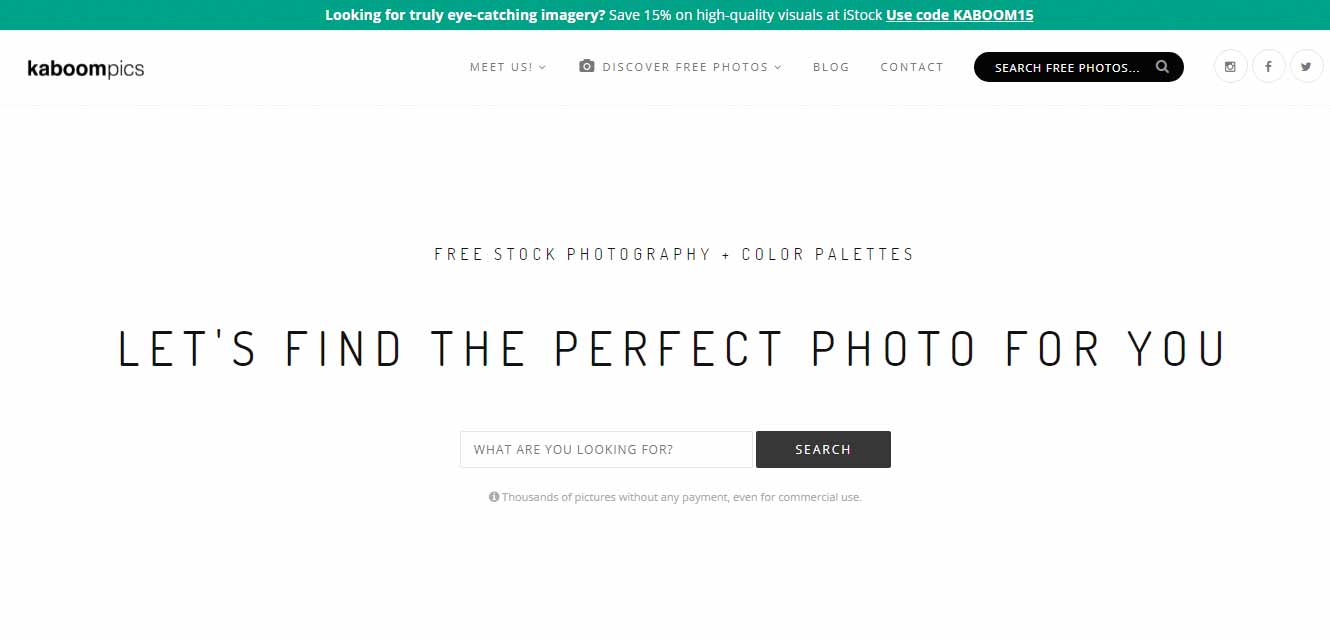 Looking for truly eye-catching imagery? Save 15% on high-quality visuals at iStock Use code KABOOM15
kaboompics
MEET US!
DISCOVER FREE PHOTOS
BLOG
CONTACT
SEARCH FREE PHOTOS...
FREE STOCK PHOTOGRAPHY + COLOR PALETTES
LET'S FIND THE PERFECT PHOTO FOR YOU
WHAT ARE YOU LOOKING FOR?
SEARCH
Thousands of pictures without any payment, even for commercial use.